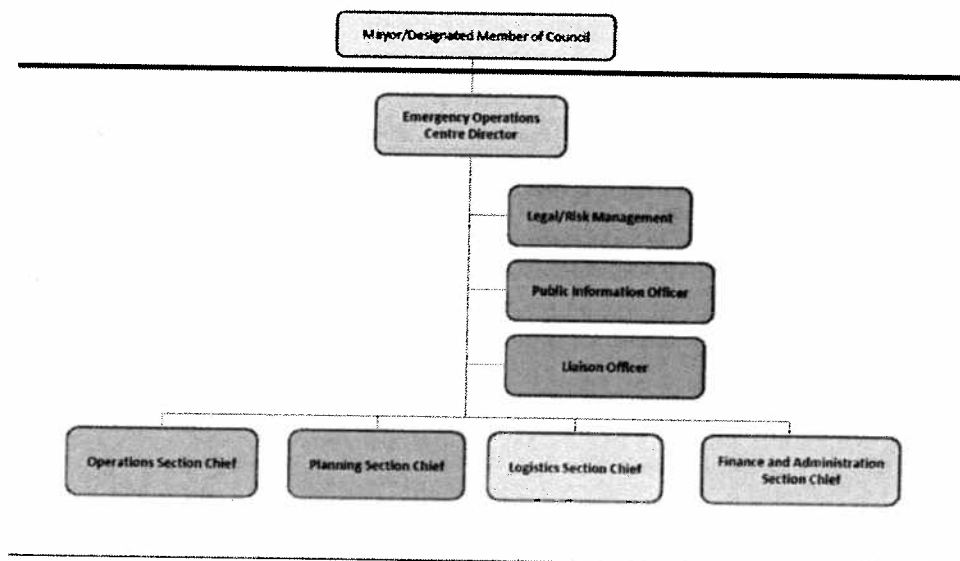 Mayor/Designated Member of Council
Emergency Operations
Centre Director
Legal/Risk Management
Public Information Officer
Liaison Officer
Operations Section Chief
Planning Section Chief
Logistics Section Chief
Finance and Administration
Section Chief